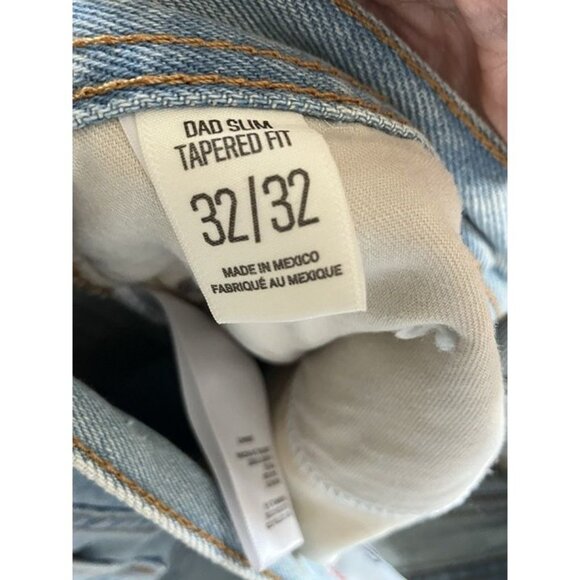 DAD SLIM
TAPERED FIT
32/32
MADE IN MEXICO
FABRIQUÉ AU MEXIQUE